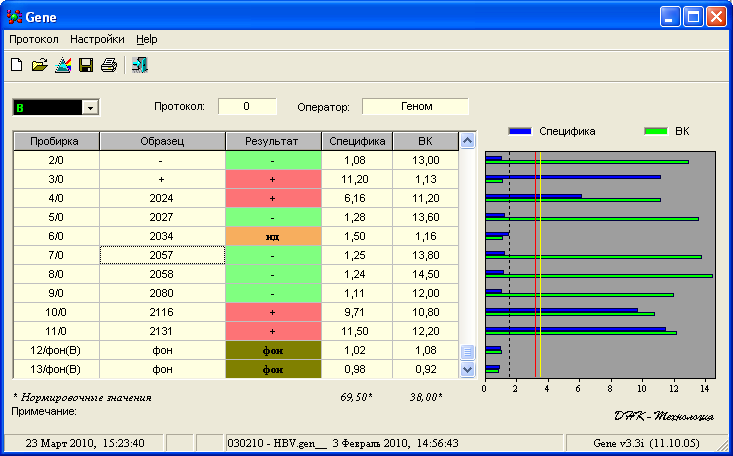 Gene
Протокол Настройки Help
B Протокол: 0 Оператор: Геном
Специфика ВК
Пробирка Образец Результат Специфика ВК
2/0 - - 1,08 13,00
3/0 + + 11,20 1,13
4/0 2024 + 6,16 11,20
5/0 2027 - 1,28 13,60
6/0 2034 нд 1,50 1,16
7/0 2057 - 1,25 13,80
8/0 2058 - 1,24 14,50
9/0 2080 - 1,11 12,00
10/0 2116 + 9,71 10,80
11/0 2131 + 11,50 12,20
12/фон(B) фон фон 1,02 1,08
13/фон(B) фон фон 0,98 0,92
0 2 4 6 8 10 12 14
* Нормировочные значения 69,50* 38,00*
Примечание:
ДНК-Технология
23 Март 2010, 15:23:40 030210 - HBV.gen__ 3 Февраль 2010, 14:56:43 Gene v3.3i (11.10.05)